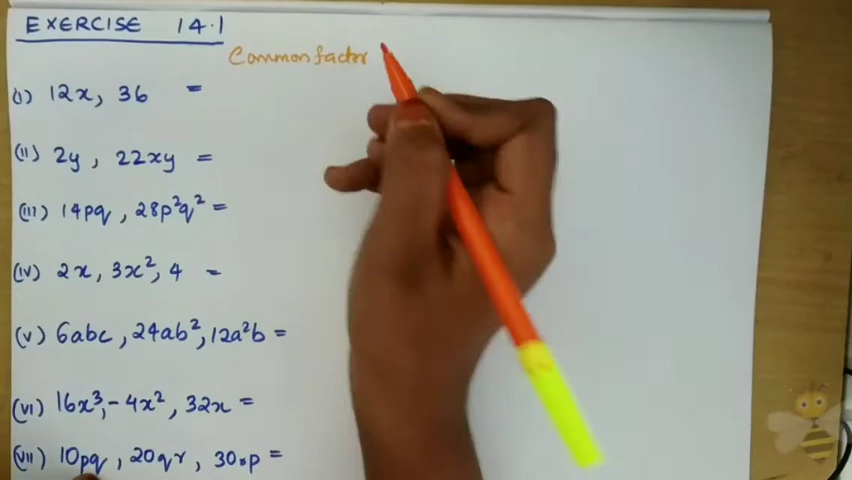 EXERCISE 14.1
Common factor
(i) 12x, 36 =
(ii) 2y, 22xy =
(iii) 14pq, 28p²q² =
(iv) 2x, 3x², 4 =
(v) 6abc, 24ab², 12a²b =
(vi) 16x³, -4x², 32x =
(vii) 10pq, 20qr, 30rp =